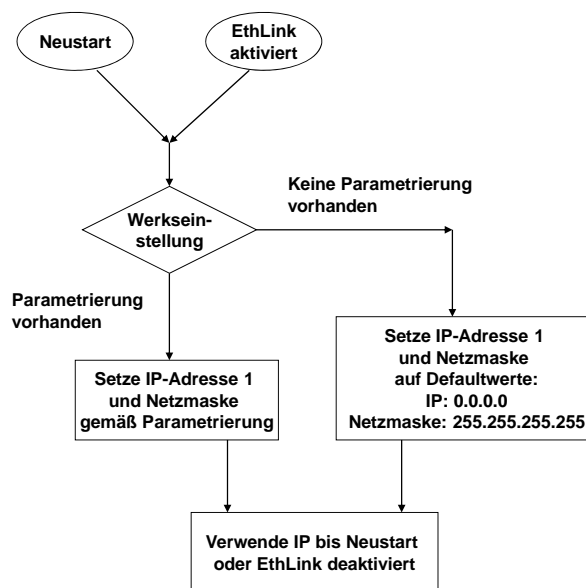 Neustart
EthLink
aktiviert
Keine Parametrierung
vorhanden
Werksein-
stellung
Parametrierung
vorhanden
Setze IP-Adresse 1
und Netzmaske
gemäß Parametrierung
Setze IP-Adresse 1
und Netzmaske
auf Defaultwerte:
IP: 0.0.0.0
Netzmaske: 255.255.255.255
Verwende IP bis Neustart
oder EthLink deaktiviert